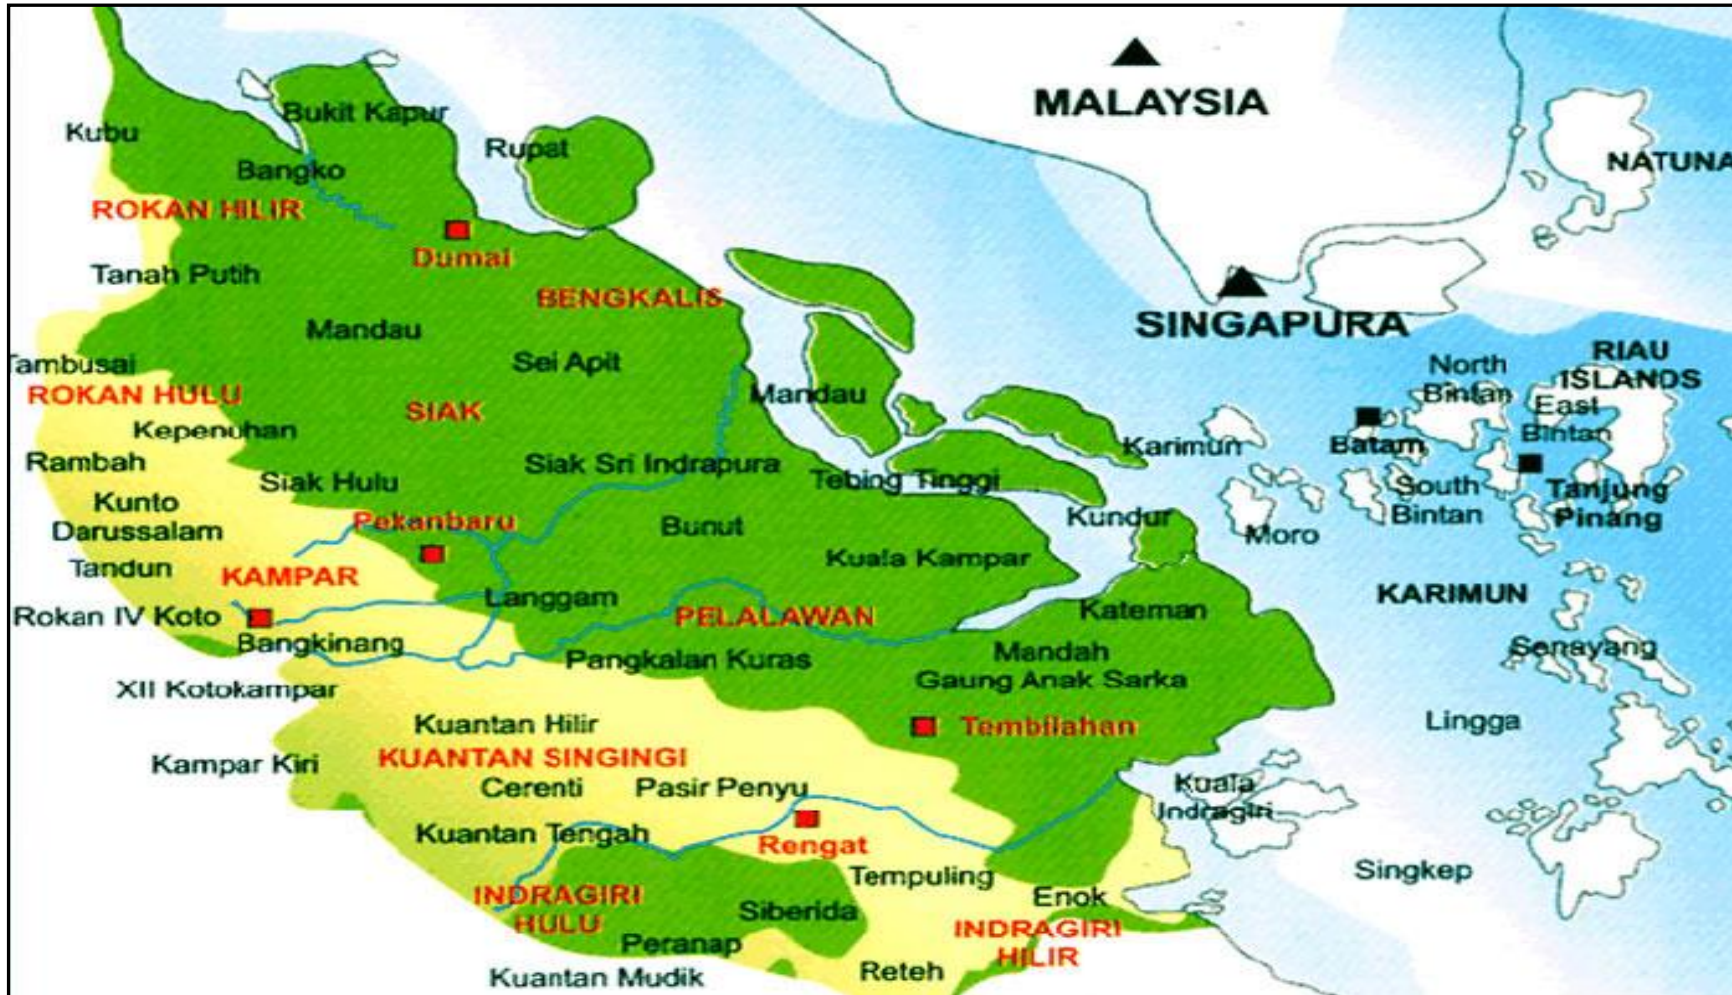 MALAYSIA
Bukit Kapur
Kubu
Rupat
NATUNA
Bangko
ROKAN HILIR
Dumai
Tanah Putih
BENGKALIS
SINGAPURA
Mandau
RIAU
ISLANDS
Sei Apit
North
Bintan
Tambusai
ROKAN HULU
Mandau
East
Bintan
SIAK
Kepenuhan
Karimun
Batam
Rambah
Siak Sri Indrapura
Siak Hulu
Tebing Tinggi
South
Bintan
Tanjung
Pinang
Kunto
Darussalam
Pekanbaru
Bunut
Kundur
Moro
Kuala Kampar
Tandun
KAMPAR
Langgam
KARIMUN
Rokan IV Koto
PELALAWAN
Kateman
Bangkinang
Senayang
Pangkalan Kuras
Mandah
Gaung Anak Sarka
XII Kotokampar
Kuantan Hilir
Tembilahan
Lingga
KUANTAN SINGINGI
Kampar Kiri
Cerenti
Pasir Penyu
Kuala
Indragiri
Kuantan Tengah
Rengat
Singkep
Tempuling
INDRAGIRI
HULU
Enok
Siberida
INDRAGIRI
HILIR
Peranap
Reteh
Kuantan Mudik